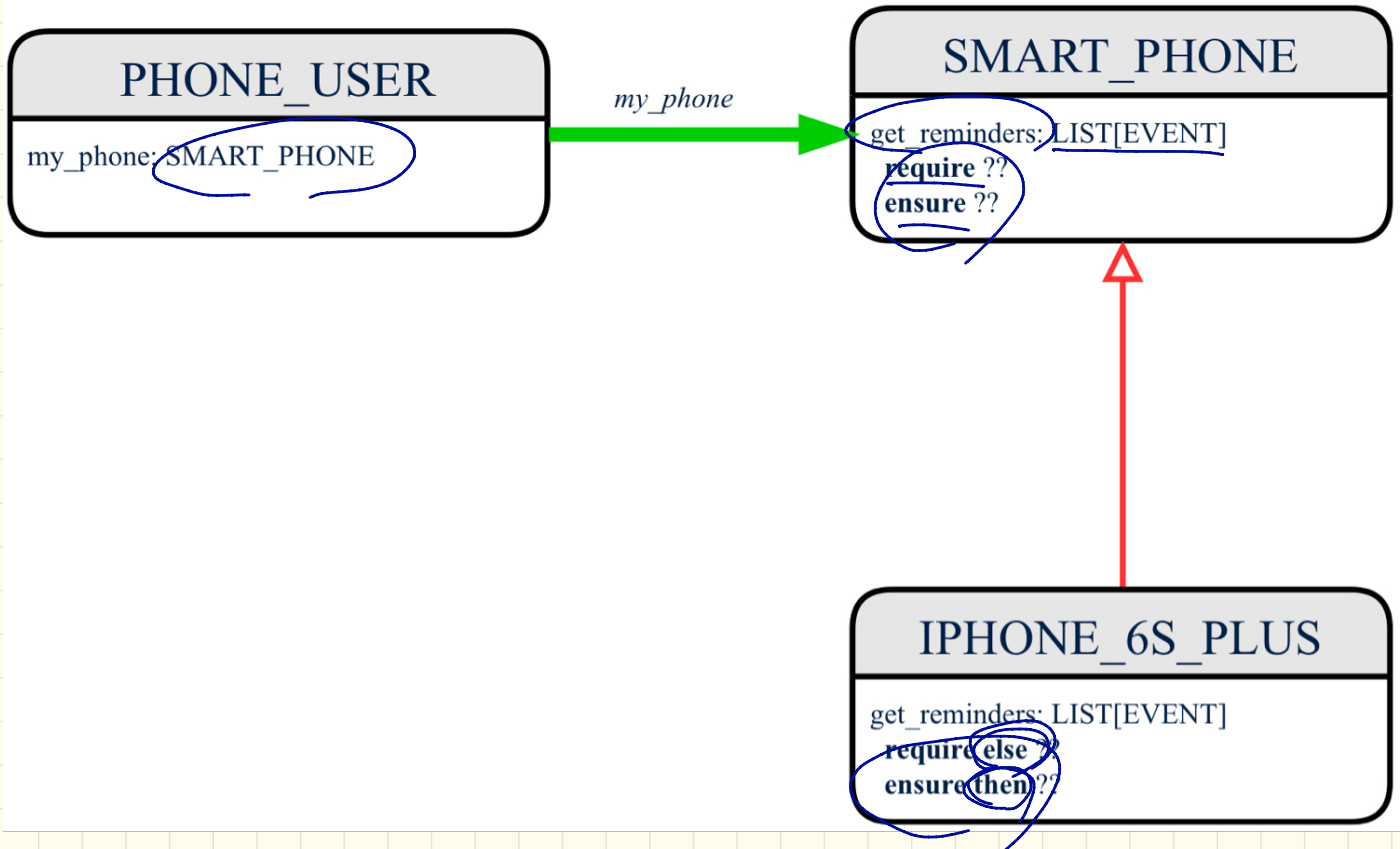 PHONE_USER
my_phone: SMART_PHONE
my_phone
SMART_PHONE
get_reminders: LIST[EVENT]
require ??
ensure ??
IPHONE_6S_PLUS
get_reminders: LIST[EVENT]
require else ??
ensure then ??